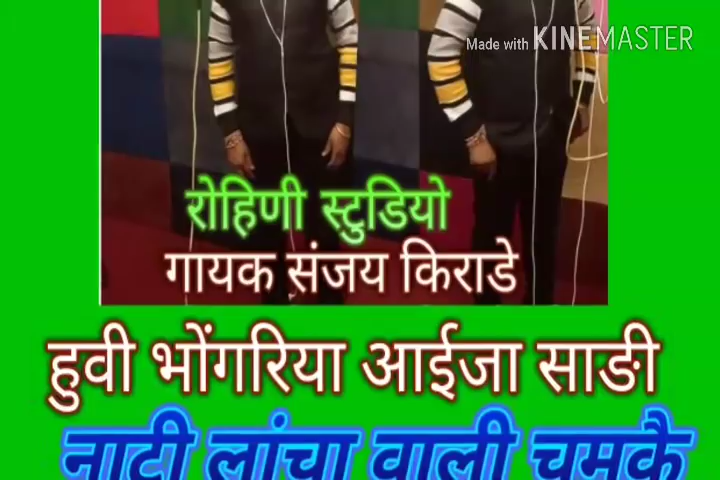 Made with KINEMASTER
रोहिणी स्टुडियो
गायक संजय किराडे
हुवी भोंगरिया आईजा साङी
नाटी लांचा वाली चमकै